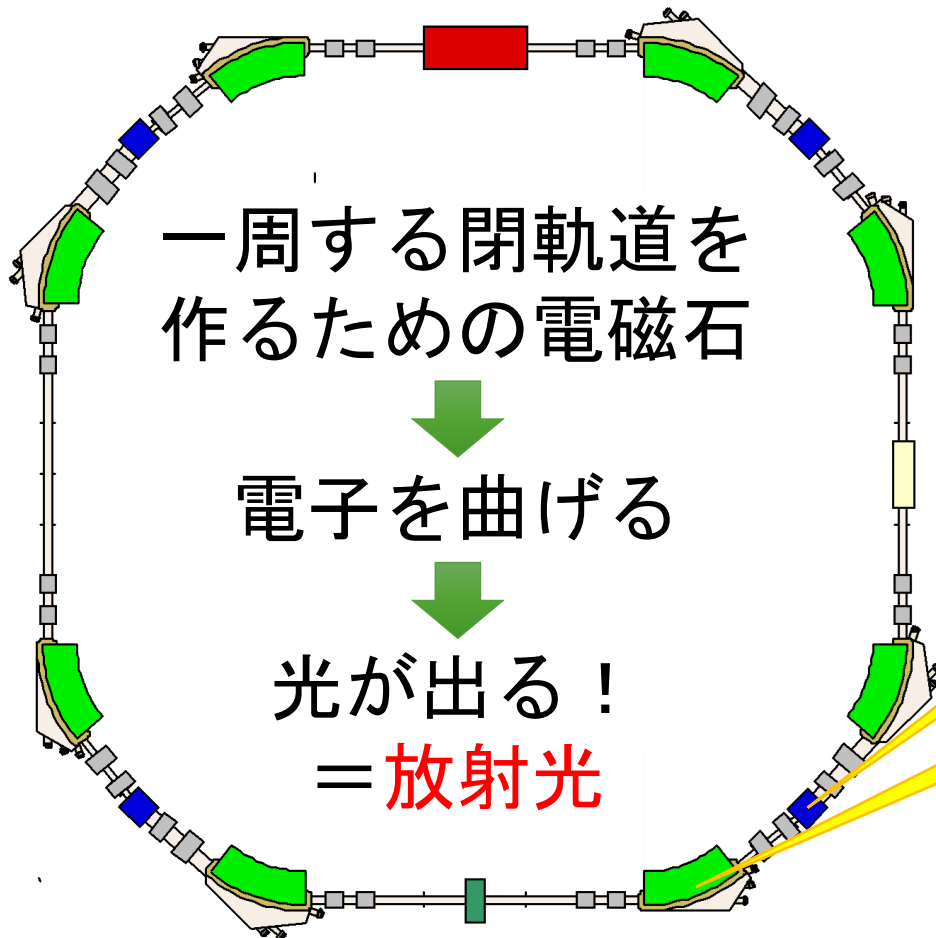 一周する閉軌道を
作るための電磁石
電子を曲げる
光が出る！
＝放射光